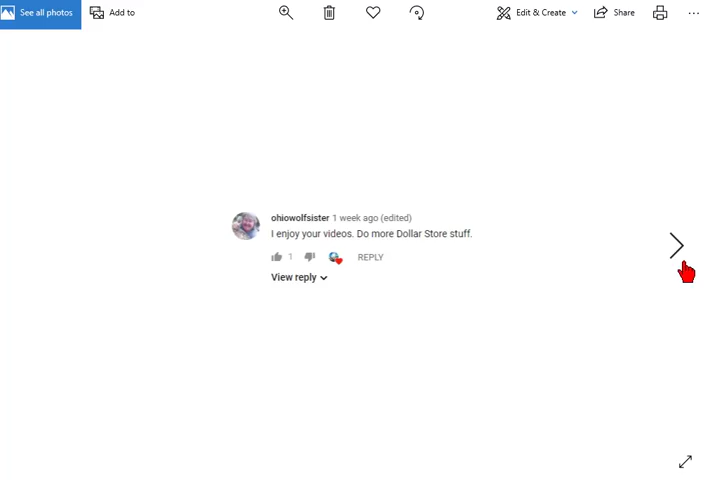 See all photos
Add to
Edit & Create
Share
ohiowolfsister 1 week ago (edited)
I enjoy your videos. Do more Dollar Store stuff.
1
REPLY
View reply